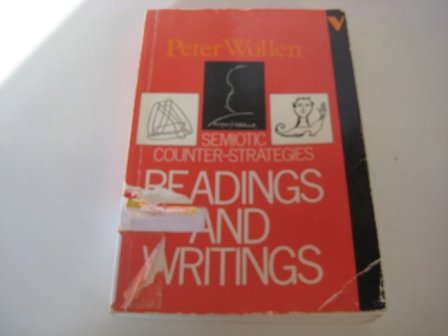 Peter Wollen
SEMIOTIC
COUNTER-STRATEGIES
READINGS
AND
WRITINGS